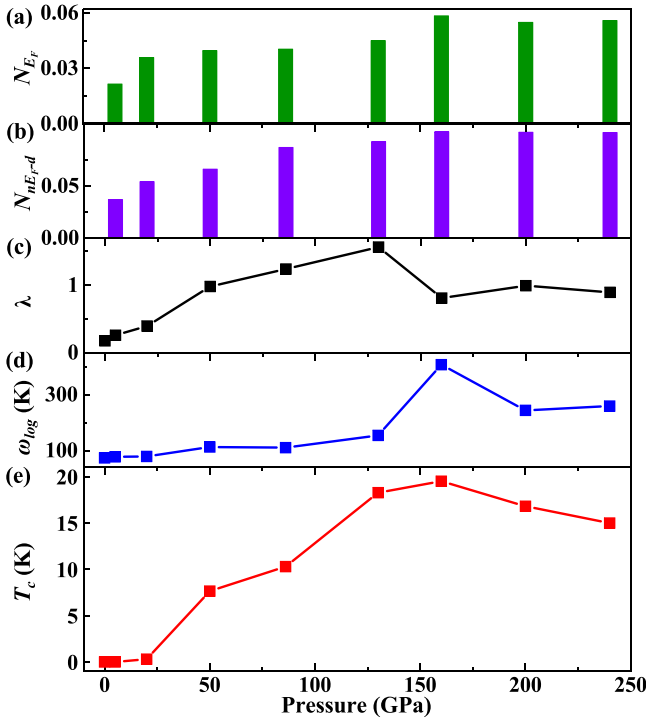 (a)
N_{E_F}
0.06
0.03
0.00
(b)
N_{nE_F-d}
0.05
0.00
(c)
λ
1
0
(d)
ω_{log} (K)
300
100
(e)
T_c (K)
20
15
10
5
0
0 50 100 150 200 250
Pressure (GPa)